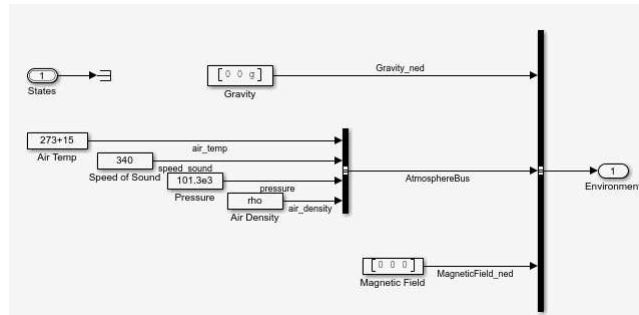 1
States
[0 0 g]
Gravity
Gravity_ned
273+15
Air Temp
air_temp
340
Speed of Sound
speed_sound
101.3e3
Pressure
pressure
rho
Air Density
air_density
AtmosphereBus
1
Environment
[0 0 0]
Magnetic Field
MagneticField_ned